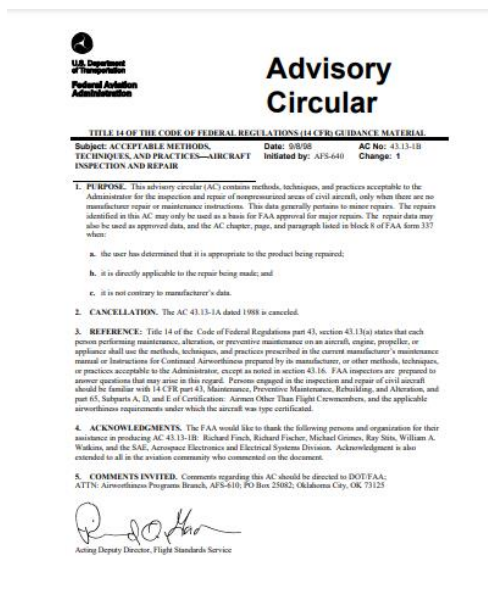 U.S. Department
of Transportation
Federal Aviation
Administration
Advisory
Circular
TITLE 14 OF THE CODE OF FEDERAL REGULATIONS (14 CFR) GUIDANCE MATERIAL
Subject: ACCEPTABLE METHODS,
TECHNIQUES, AND PRACTICES—AIRCRAFT
INSPECTION AND REPAIR
Date: 9/8/98
Initiated by: AFS-640
AC No: 43.13-1B
Change: 1
1. PURPOSE. This advisory circular (AC) contains methods, techniques, and practices acceptable to the
Administrator for the inspection and repair of nonpressurized areas of civil aircraft, only when there are no
manufacturer repair or maintenance instructions. This data generally pertains to minor repairs. The repairs
identified in this AC may only be used as a basis for FAA approval for major repairs. The repair data may
also be used as approved data, and the AC chapter, page, and paragraph listed in block 8 of FAA form 337
when:
a. the user has determined that it is appropriate to the product being repaired;
b. it is directly applicable to the repair being made; and
c. it is not contrary to manufacturer's data.
2. CANCELLATION. The AC 43.13-1A dated 1988 is canceled.
3. REFERENCE: Title 14 of the Code of Federal Regulations part 43, section 43.13(a) states that each
person performing maintenance, alteration, or preventive maintenance on an aircraft, engine, propeller, or
appliance shall use the methods, techniques, and practices prescribed in the current manufacturer's maintenance
manual or Instructions for Continued Airworthiness prepared by its manufacturer, or other methods, techniques,
or practices acceptable to the Administrator, except as noted in section 43.16. FAA inspectors are prepared to
answer questions that may arise in this regard. Persons engaged in the inspection and repair of civil aircraft
should be familiar with 14 CFR part 43, Maintenance, Preventive Maintenance, Rebuilding, and Alteration, and
part 65, Subparts A, D, and E of Certification: Airmen Other Than Flight Crewmembers, and the applicable
airworthiness requirements under which the aircraft was type certificated.
4. ACKNOWLEDGMENTS. The FAA would like to thank the following persons and organization for their
assistance in producing AC 43.13-1B: Richard Finch, Richard Fischer, Michael Grimes, Ray Stits, William A.
Watkins, and the SAE, Aerospace Electronics and Electrical Systems Division. Acknowledgment is also
extended to all in the aviation community who commented on the document.
5. COMMENTS INVITED. Comments regarding this AC should be directed to DOT/FAA;
ATTN: Airworthiness Programs Branch, AFS-610; PO Box 25082; Oklahoma City, OK 73125
Acting Deputy Director, Flight Standards Service